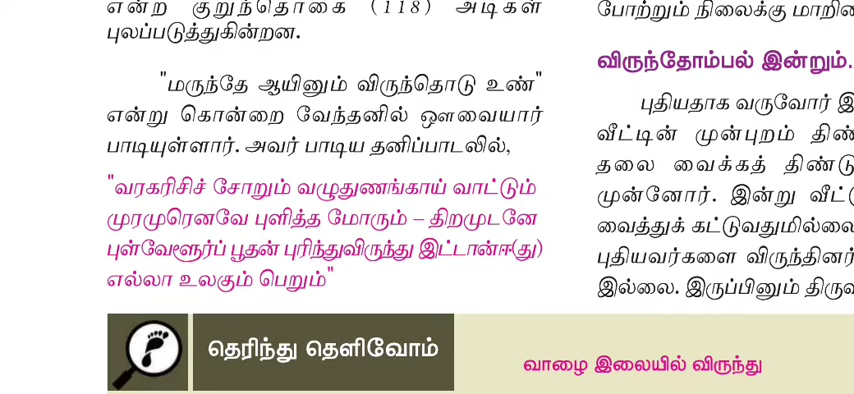 என்ற குறுந்தொகை (118) அடிகள்
புலப்படுத்துகின்றன.
"மருந்தே ஆயினும் விருந்தொடு உண்"
என்று கொன்றை வேந்தனில் ஔவையார்
பாடியுள்ளார். அவர் பாடிய தனிப்பாடலில்,
"வரகரிசிச் சோறும் வழுதுணங்காய் வாட்டும்
முரமுரெனவே புளித்த மோரும் – திறமுடனே
புள்வேளூர்ப் பூதன் புரிந்துவிருந்து இட்டான்ஈ(து)
எல்லா உலகும் பெறும்"
தெரிந்து தெளிவோம்
வாழை இலையில் விருந்து
போற்றும் நிலைக்கு
விருந்தோம்பல் இன்றும்.
புதியதாக வருவோர்
வீட்டின் முன்புறம்
தலை வைக்கத்
முன்னோர். இன்று
வைத்துக் கட்டுவதுமில்லை
புதியவர்களை
இல்லை. இருப்பினும்